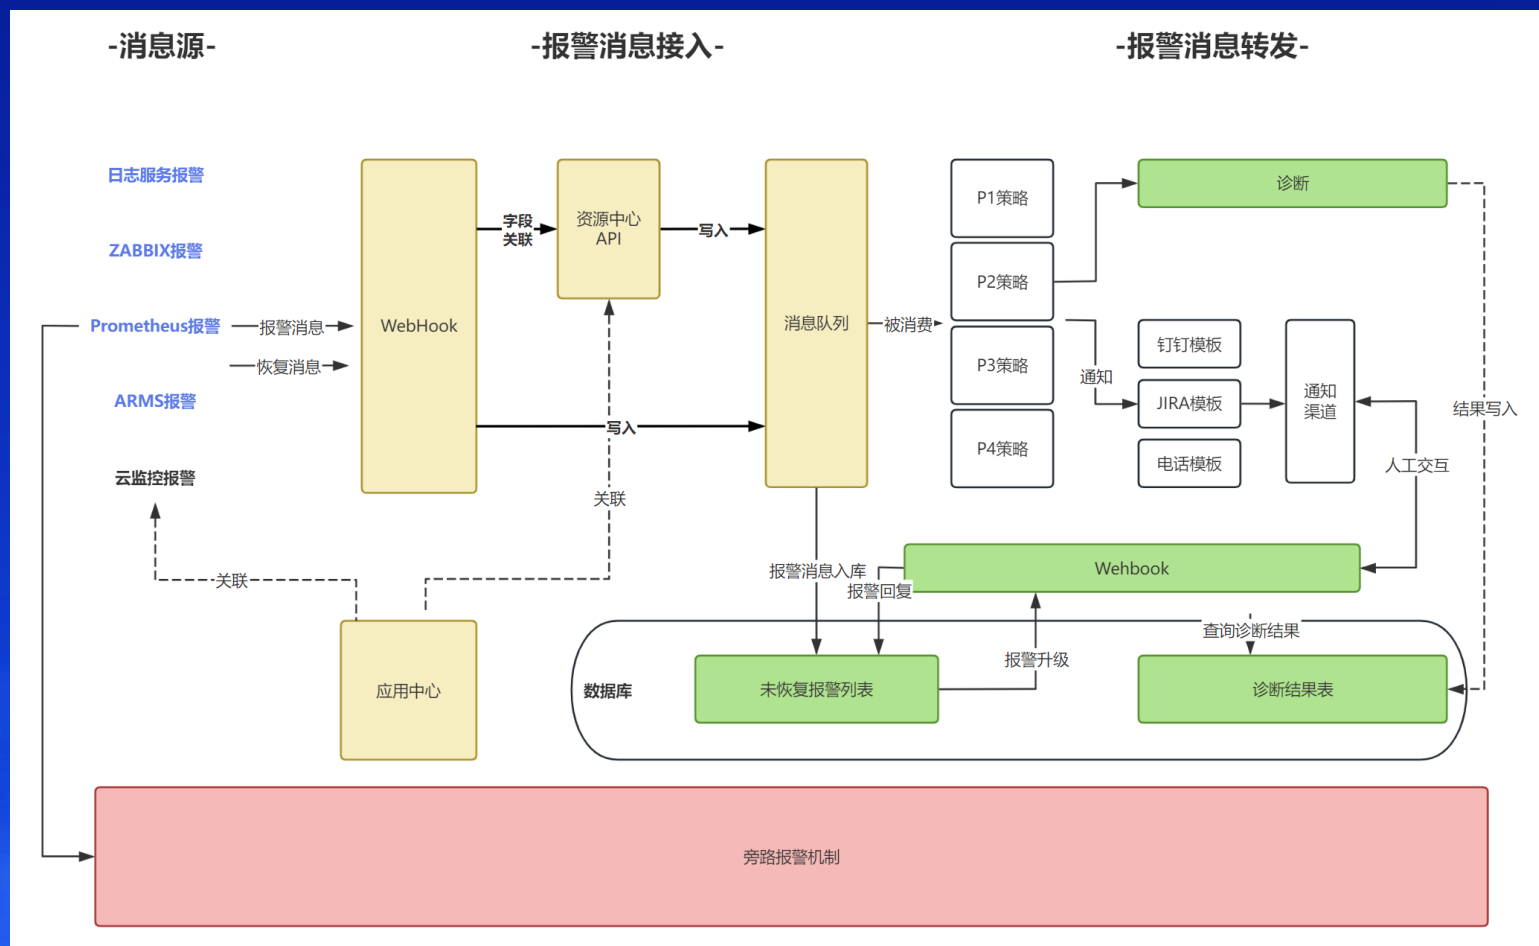 -消息源-
-报警消息接入-
-报警消息转发-
日志服务报警
ZABBIX报警
Prometheus报警
报警消息
恢复消息
ARMS报警
云监控报警
关联
WebHook
字段
关联
资源中心
API
写入
写入
关联
消息队列
被消费
P1策略
P2策略
P3策略
P4策略
诊断
通知
钉钉模板
JIRA模板
电话模板
通知
渠道
结果写入
人工交互
Wehbook
报警消息入库
报警回复
报警升级
查询诊断结果
应用中心
数据库
未恢复报警列表
诊断结果表
旁路报警机制